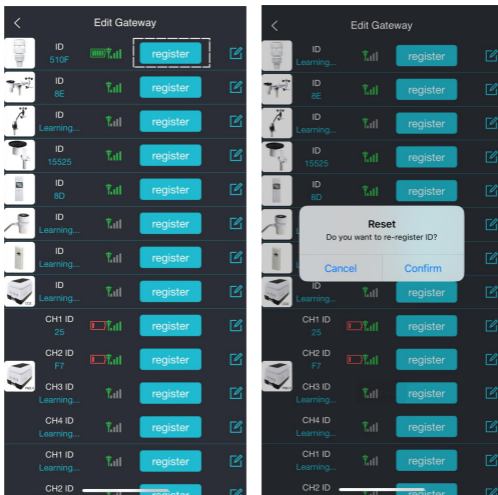 Edit Gateway
ID
510F
register
ID
8E
register
ID
Learning...
register
ID
15525
register
ID
8D
register
ID
Learning...
register
ID
Learning...
register
ID
Learning...
register
CH1 ID
25
register
CH2 ID
F7
register
CH3 ID
Learning...
register
CH4 ID
Learning...
register
CH1 ID
Learning...
register
CH2 ID
register
Edit Gateway
ID
Learning...
register
ID
8E
register
ID
Learning...
register
ID
15525
register
ID
8D
register
Reset
Do you want to re-register ID?
Cancel
Confirm
ID
Learning...
register
CH1 ID
25
register
CH2 ID
F7
register
CH3 ID
Learning...
register
CH4 ID
Learning...
register
CH1 ID
Learning...
register
CH2 ID
register